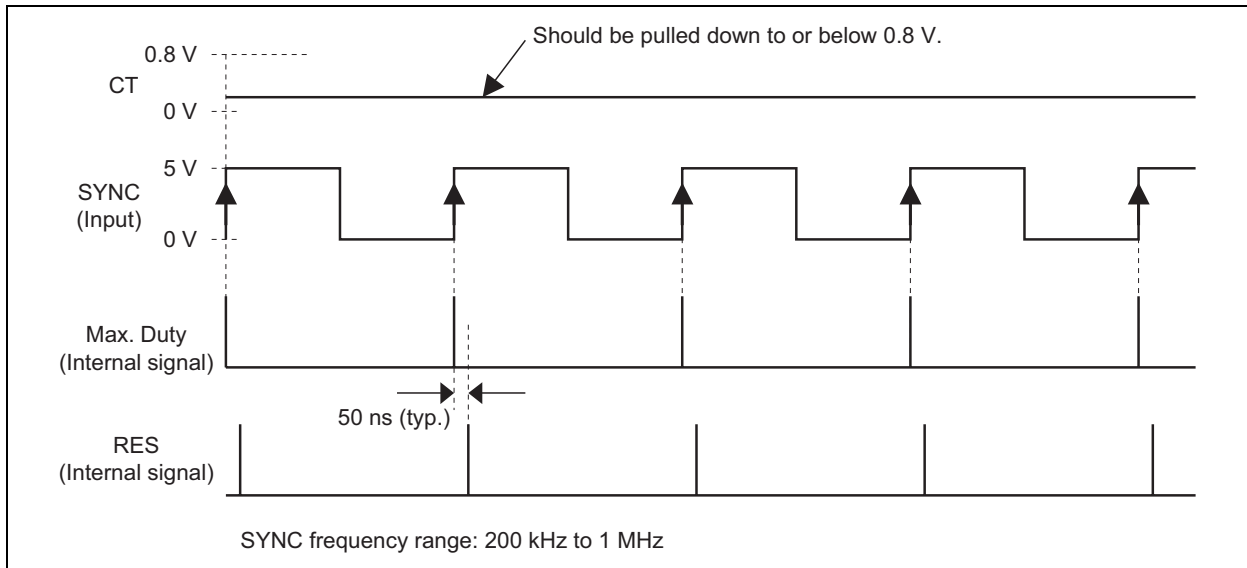 Should be pulled down to or below 0.8 V.
0.8 V
CT
0 V
5 V
SYNC
(Input)
0 V
Max. Duty
(Internal signal)
50 ns (typ.)
RES
(Internal signal)
SYNC frequency range: 200 kHz to 1 MHz